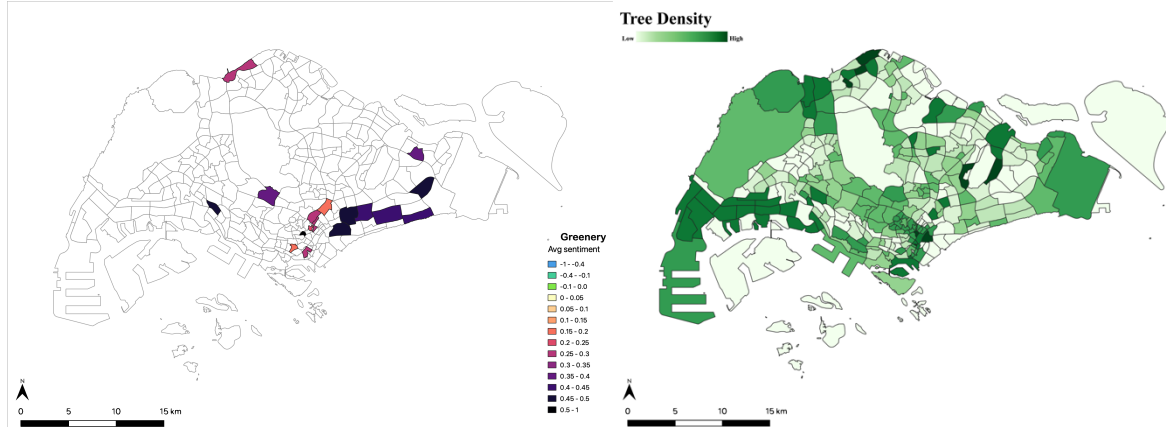 Tree Density
Low High
Greenery
Avg sentiment
-1 - -0.4
-0.4 - -0.1
-0.1 - 0.0
0 - 0.05
0.05 - 0.1
0.1 - 0.15
0.15 - 0.2
0.2 - 0.25
0.25 - 0.3
0.3 - 0.35
0.35 - 0.4
0.4 - 0.45
0.45 - 0.5
0.5 - 1
N
0 5 10 15 km
N
0 5 10 15 km